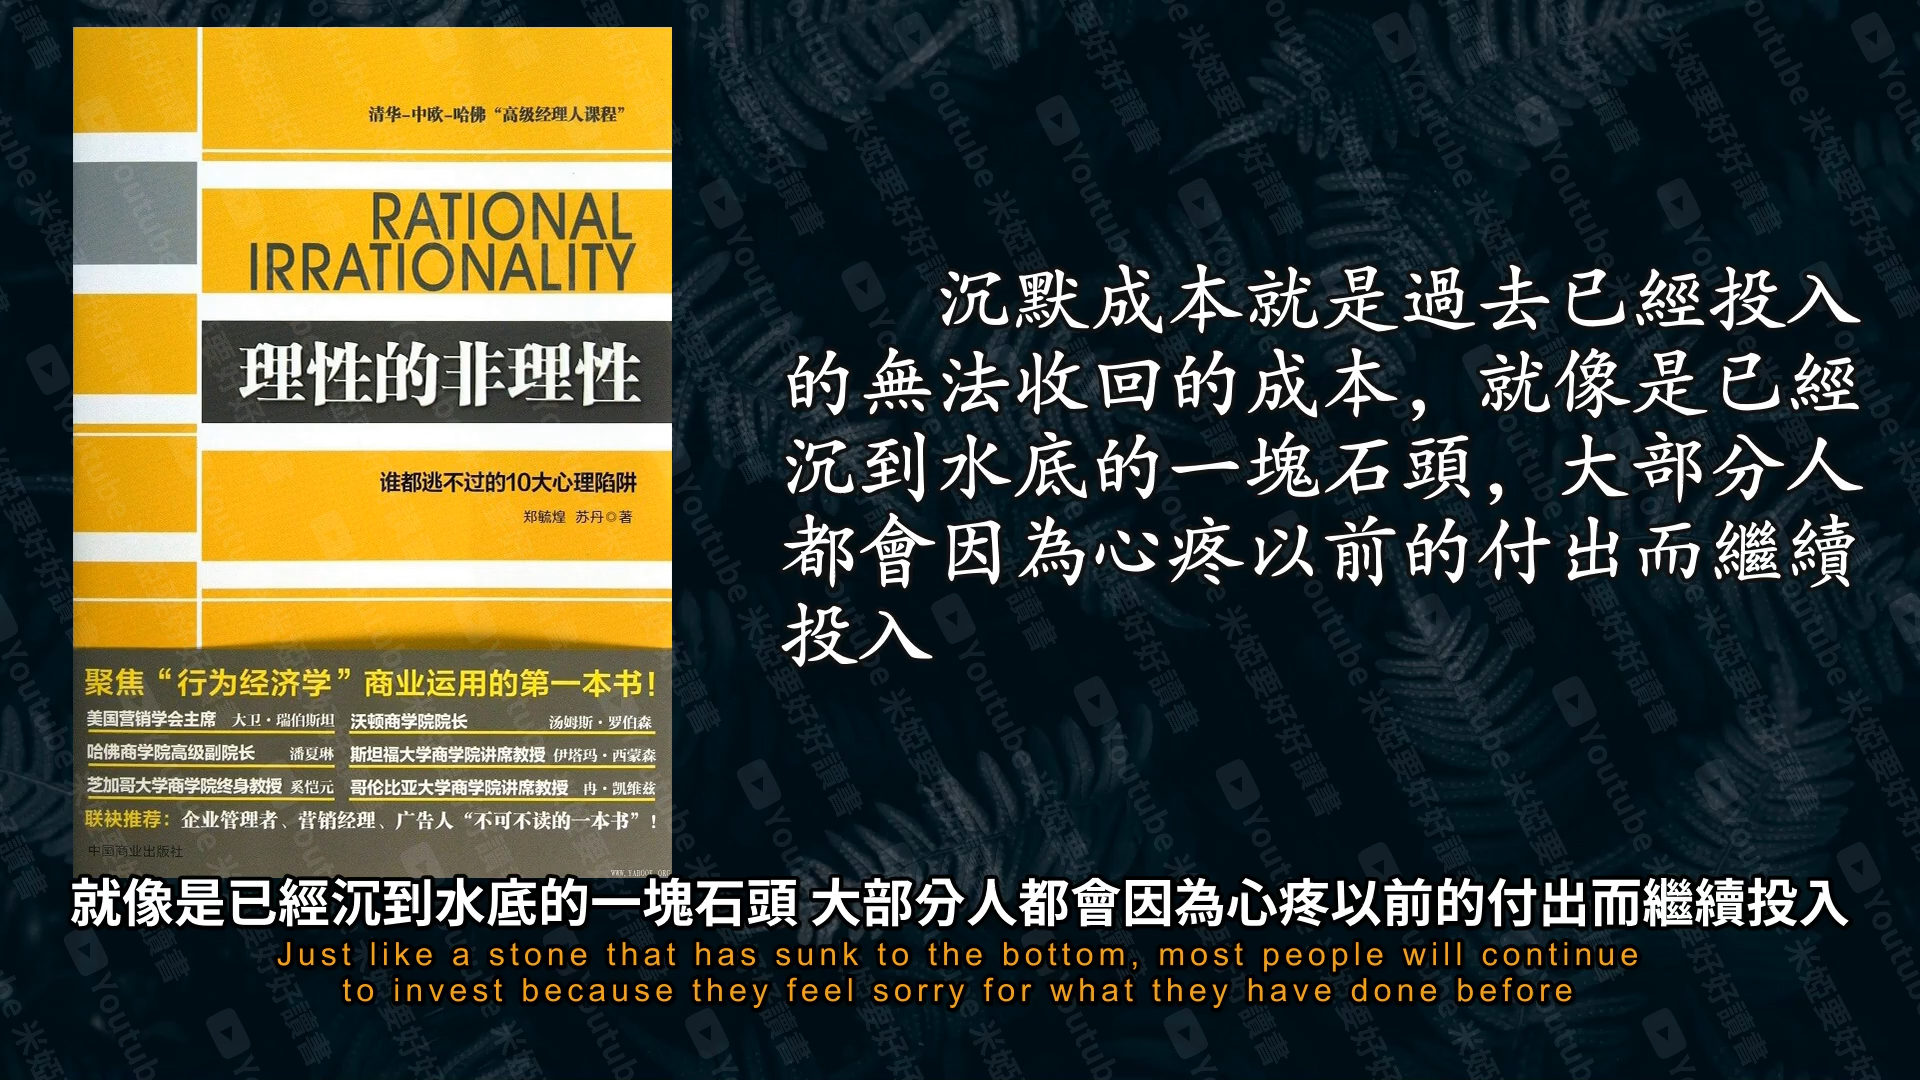 清华-中欧-哈佛“高级经理人课程”
RATIONAL
IRRATIONALITY
理性的非理性
谁都逃不过的10大心理陷阱
郑毓煌 苏丹◎著
聚焦“行为经济学”商业运用的第一本书！
美国营销学会主席 大卫·瑞伯斯坦 沃顿商学院院长 汤姆斯·罗伯森
哈佛商学院高级副院长 潘夏琳 斯坦福大学商学院讲席教授 伊塔玛·西蒙森
芝加哥大学商学院终身教授 奚恺元 哥伦比亚大学商学院讲席教授 冉·凯维兹
联袂推荐：企业管理者、营销经理、广告人“不可不读的一本书”！
中国商业出版社
沉默成本就是過去已經投入
的無法收回的成本，就像是已經
沉到水底的一塊石頭，大部分人
都會因為心疼以前的付出而繼續
投入
就像是已經沉到水底的一塊石頭 大部分人都會因為心疼以前的付出而繼續投入
Just like a stone that has sunk to the bottom, most people will continue
to invest because they feel sorry for what they have done before
Youtube 米婭要好好讀書